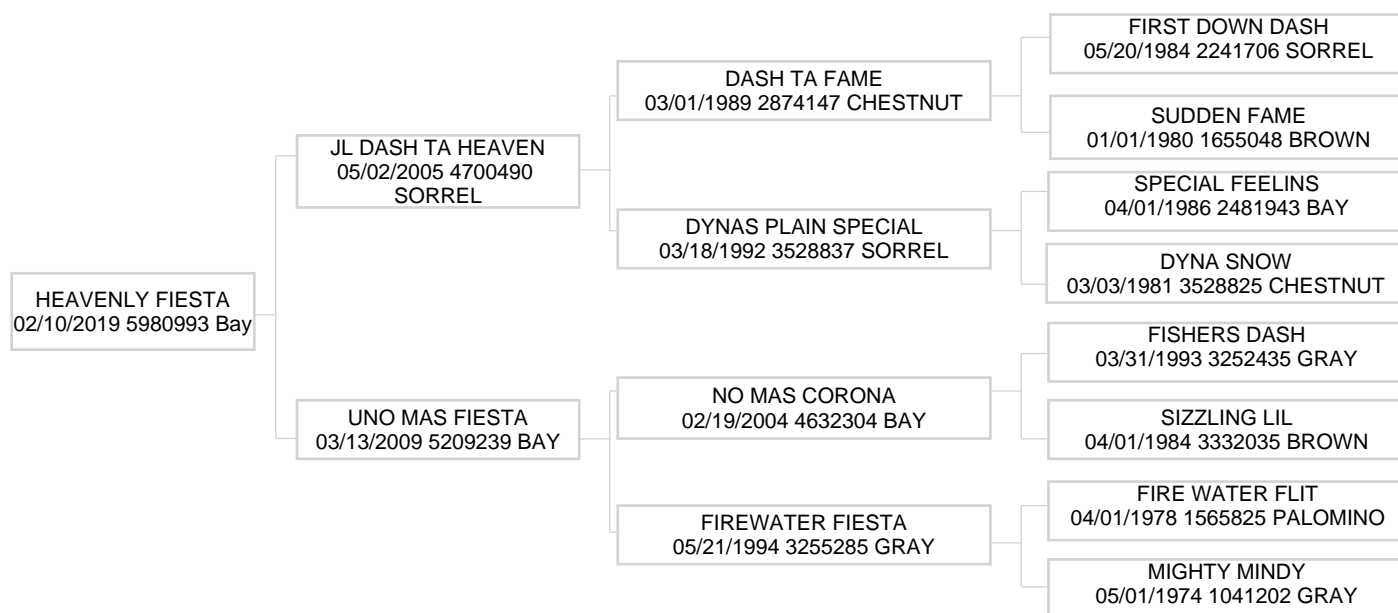 HEAVENLY FIESTA
02/10/2019 5980993 Bay
JL DASH TA HEAVEN
05/02/2005 4700490
SORREL
UNO MAS FIESTA
03/13/2009 5209239 BAY
DASH TA FAME
03/01/1989 2874147 CHESTNUT
DYNAS PLAIN SPECIAL
03/18/1992 3528837 SORREL
NO MAS CORONA
02/19/2004 4632304 BAY
FIREWATER FIESTA
05/21/1994 3255285 GRAY
FIRST DOWN DASH
05/20/1984 2241706 SORREL
SUDDEN FAME
01/01/1980 1655048 BROWN
SPECIAL FEELINS
04/01/1986 2481943 BAY
DYNA SNOW
03/03/1981 3528825 CHESTNUT
FISHERS DASH
03/31/1993 3252435 GRAY
SIZZLING LIL
04/01/1984 3332035 BROWN
FIRE WATER FLIT
04/01/1978 1565825 PALOMINO
MIGHTY MINDY
05/01/1974 1041202 GRAY